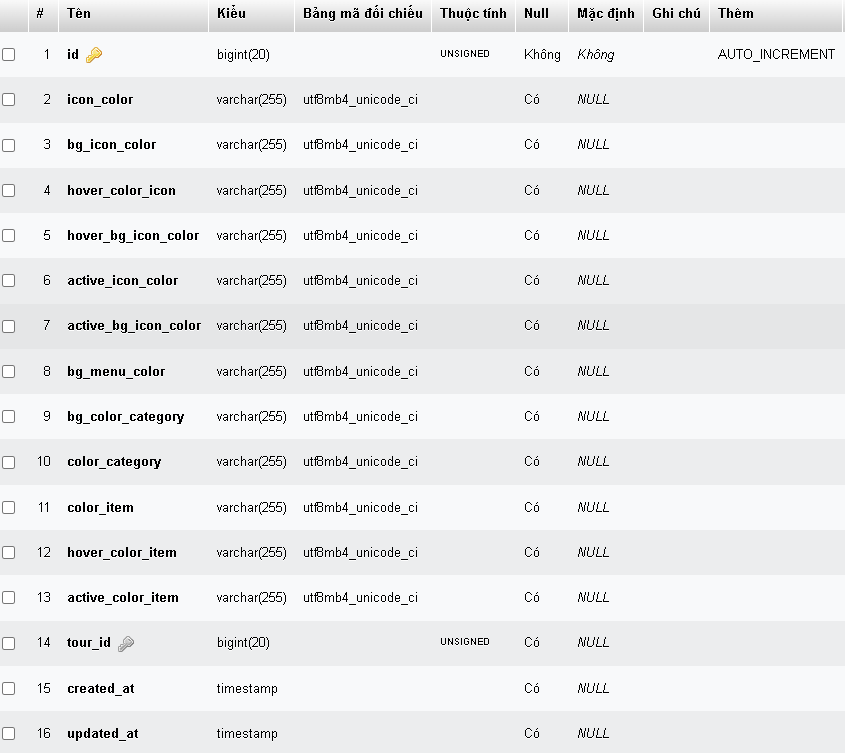 # Tên Kiểu Bảng mã đối chiếu Thuộc tính Null Mặc định Ghi chú Thêm
1 id bigint(20) UNSIGNED Không Không AUTO_INCREMENT
2 icon_color varchar(255) utf8mb4_unicode_ci Có NULL
3 bg_icon_color varchar(255) utf8mb4_unicode_ci Có NULL
4 hover_color_icon varchar(255) utf8mb4_unicode_ci Có NULL
5 hover_bg_icon_color varchar(255) utf8mb4_unicode_ci Có NULL
6 active_icon_color varchar(255) utf8mb4_unicode_ci Có NULL
7 active_bg_icon_color varchar(255) utf8mb4_unicode_ci Có NULL
8 bg_menu_color varchar(255) utf8mb4_unicode_ci Có NULL
9 bg_color_category varchar(255) utf8mb4_unicode_ci Có NULL
10 color_category varchar(255) utf8mb4_unicode_ci Có NULL
11 color_item varchar(255) utf8mb4_unicode_ci Có NULL
12 hover_color_item varchar(255) utf8mb4_unicode_ci Có NULL
13 active_color_item varchar(255) utf8mb4_unicode_ci Có NULL
14 tour_id bigint(20) UNSIGNED Có NULL
15 created_at timestamp Có NULL
16 updated_at timestamp Có NULL